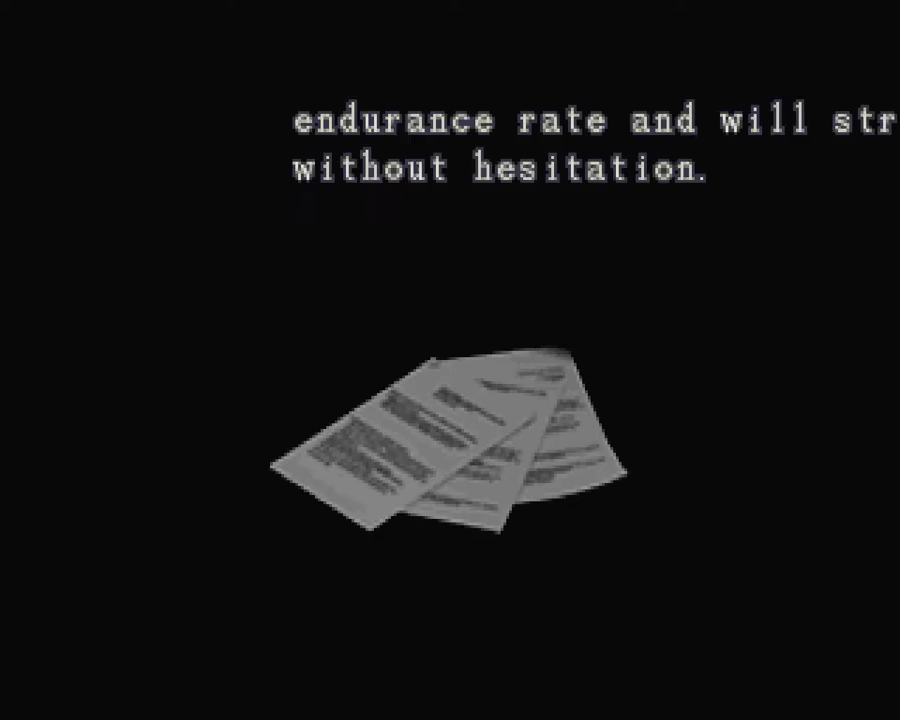 endurance rate and will str
without hesitation.